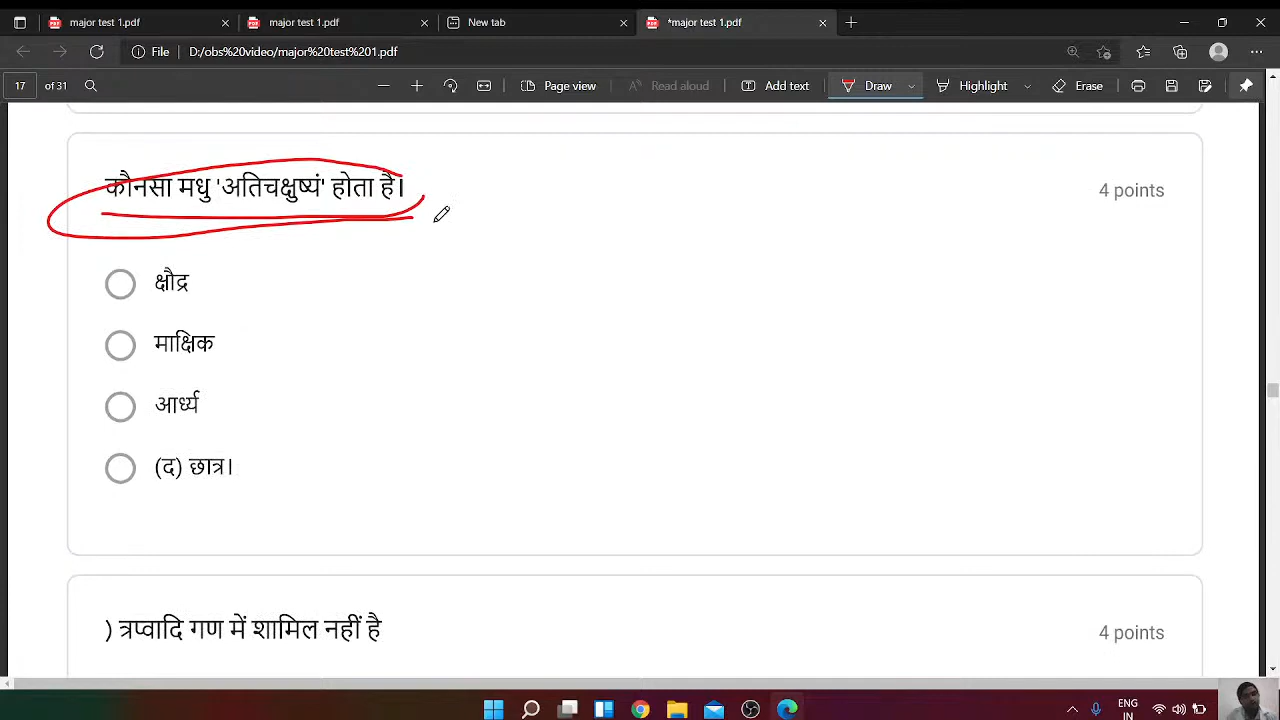 major test 1.pdf
major test 1.pdf
New tab
*major test 1.pdf
File
D:/obs%20video/major%20test%201.pdf
17 of 31
Page view
Read aloud
Add text
Draw
Highlight
Erase
कौनसा मधु 'अतिचक्षुष्यं' होता है।
4 points
क्षौद्र
माक्षिक
आर्ध्य
(द) छात्र।
) त्रप्वादि गण में शामिल नहीं है
4 points
ENG
IN